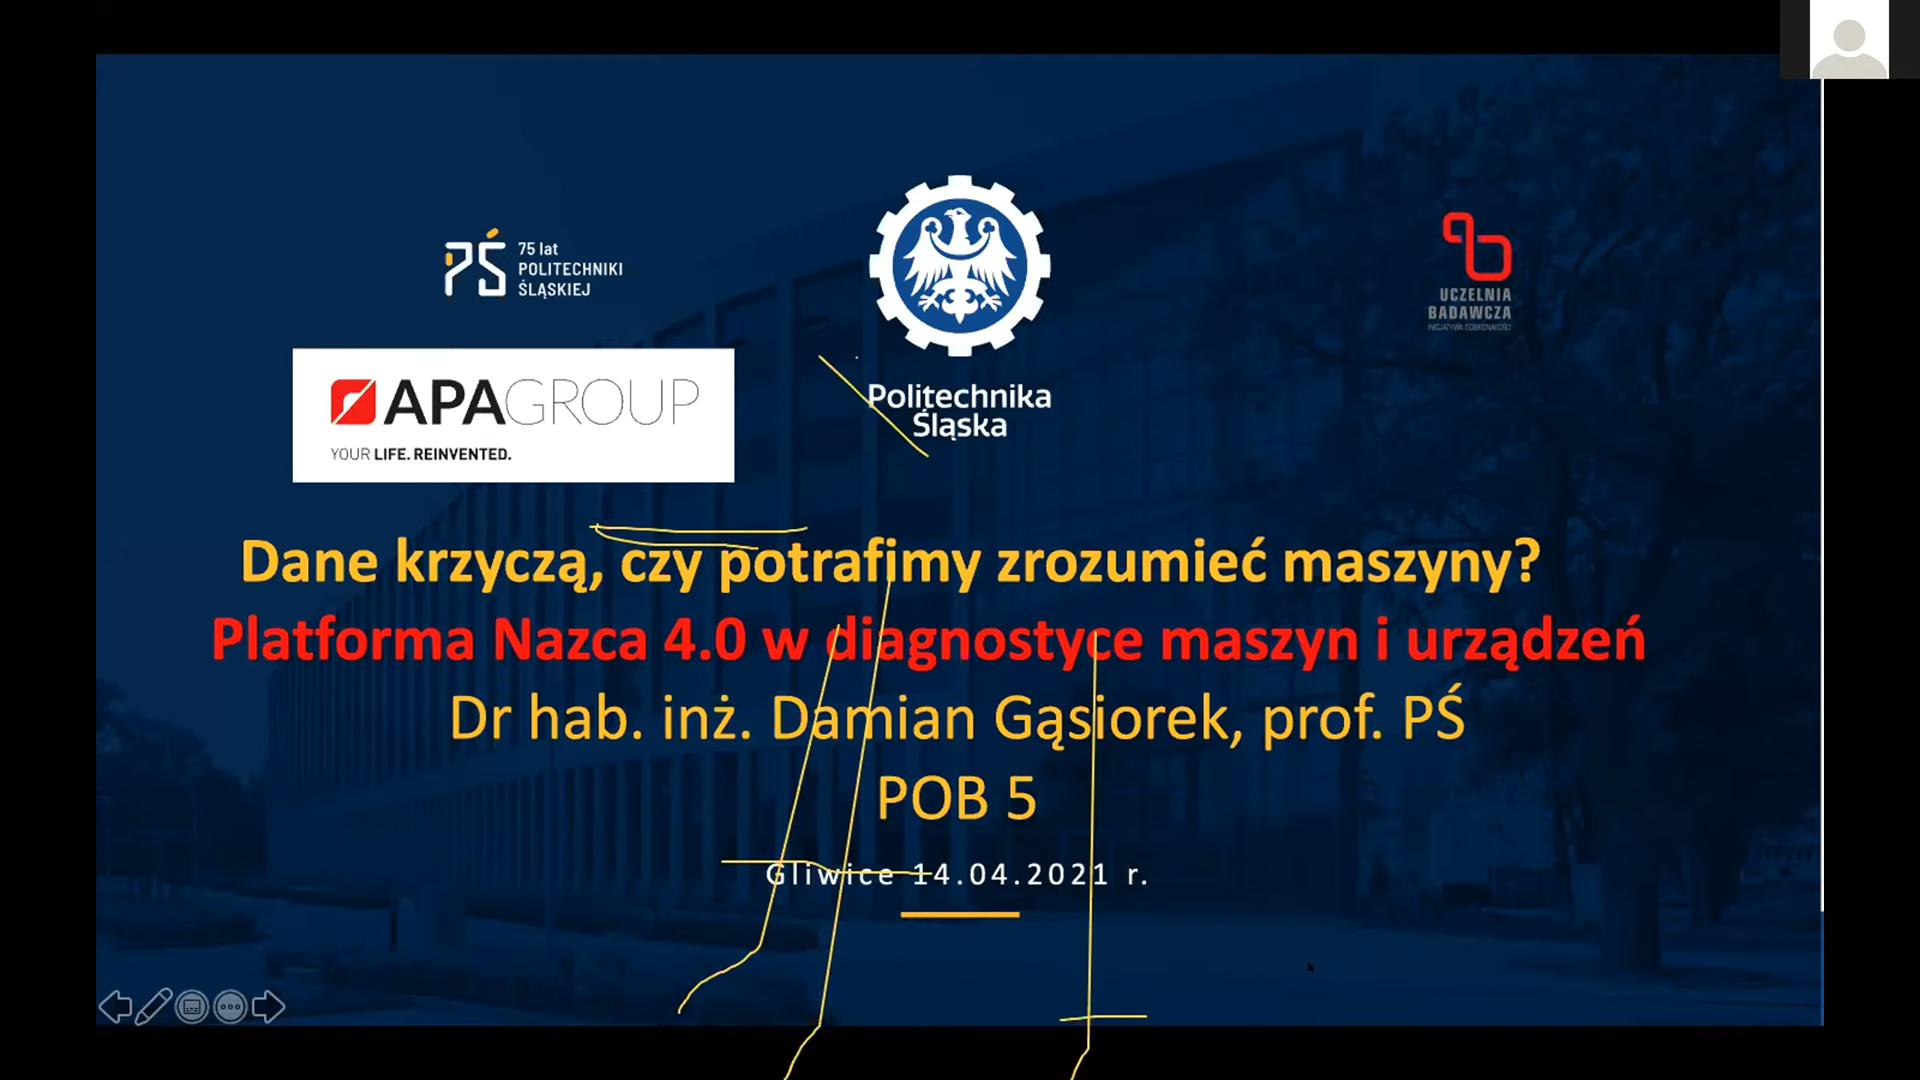 75 lat
POLITECHNIKI
ŚLĄSKIEJ
UCZELNIA
BADAWCZA
INICJATYWA DOSKONAŁOŚCI
APAGROUP
YOUR LIFE. REINVENTED.
Politechnika
Śląska
Dane krzyczą, czy potrafimy zrozumieć maszyny?
Platforma Nazca 4.0 w diagnostyce maszyn i urządzeń
Dr hab. inż. Damian Gąsiorek, prof. PŚ
POB 5
Gliwice 14.04.2021 r.